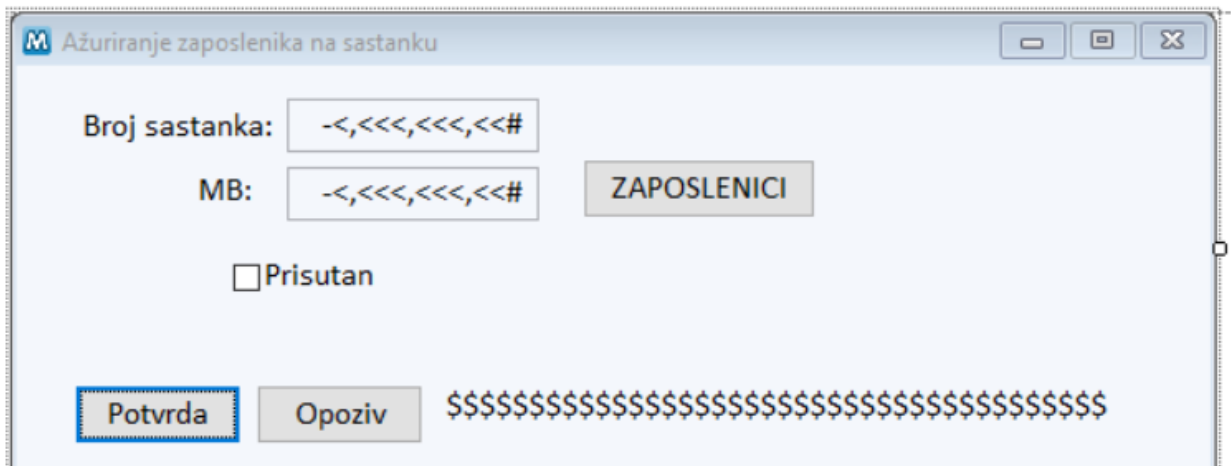 M Ažuriranje zaposlenika na sastanku
Broj sastanka: -<,<<<,<<<,<<#
MB: -<,<<<,<<<,<<# ZAPOSLENICI
Prisutan
Potvrda Opoziv $$$$$$$$$$$$$$$$$$$$$$$$$$$$$$$$$$$$$$$$